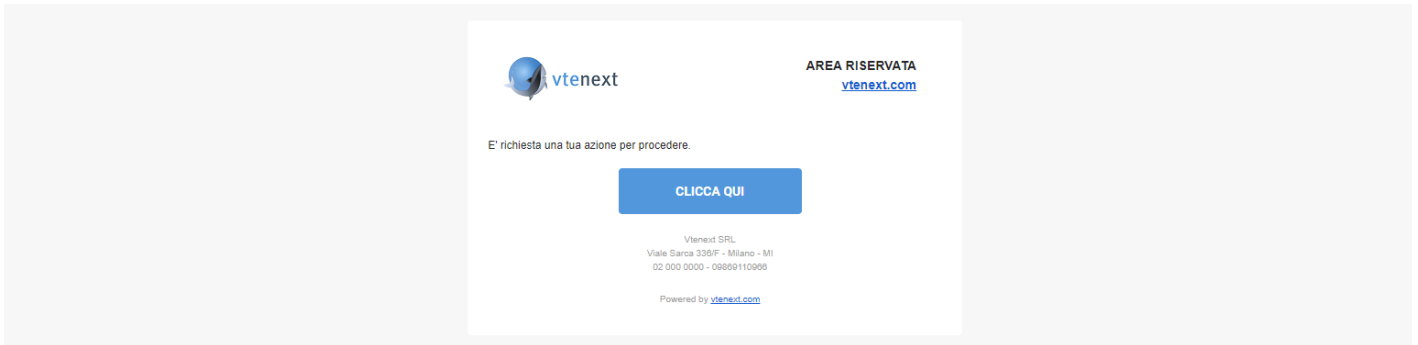 vtenext
AREA RISERVATA
vtenext.com
E' richiesta una tua azione per procedere.
CLICCA QUI
Vtenext SRL
Viale Sarca 336/F - Milano - MI
02 000 0000 - 09869110966
Powered by vtenext.com